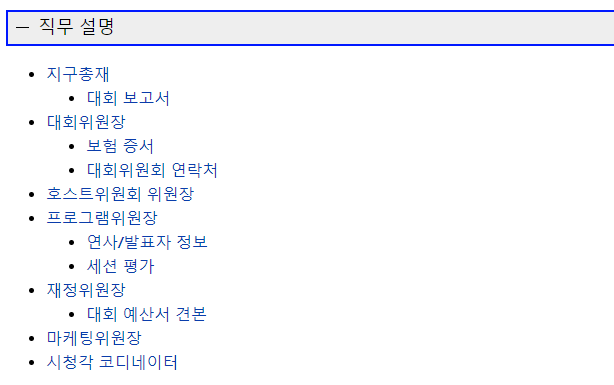 — 직무 설명
지구총재
대회 보고서
대회위원장
보험 증서
대회위원회 연락처
호스트위원회 위원장
프로그램위원장
연사/발표자 정보
세션 평가
재정위원장
대회 예산서 견본
마케팅위원장
시청각 코디네이터